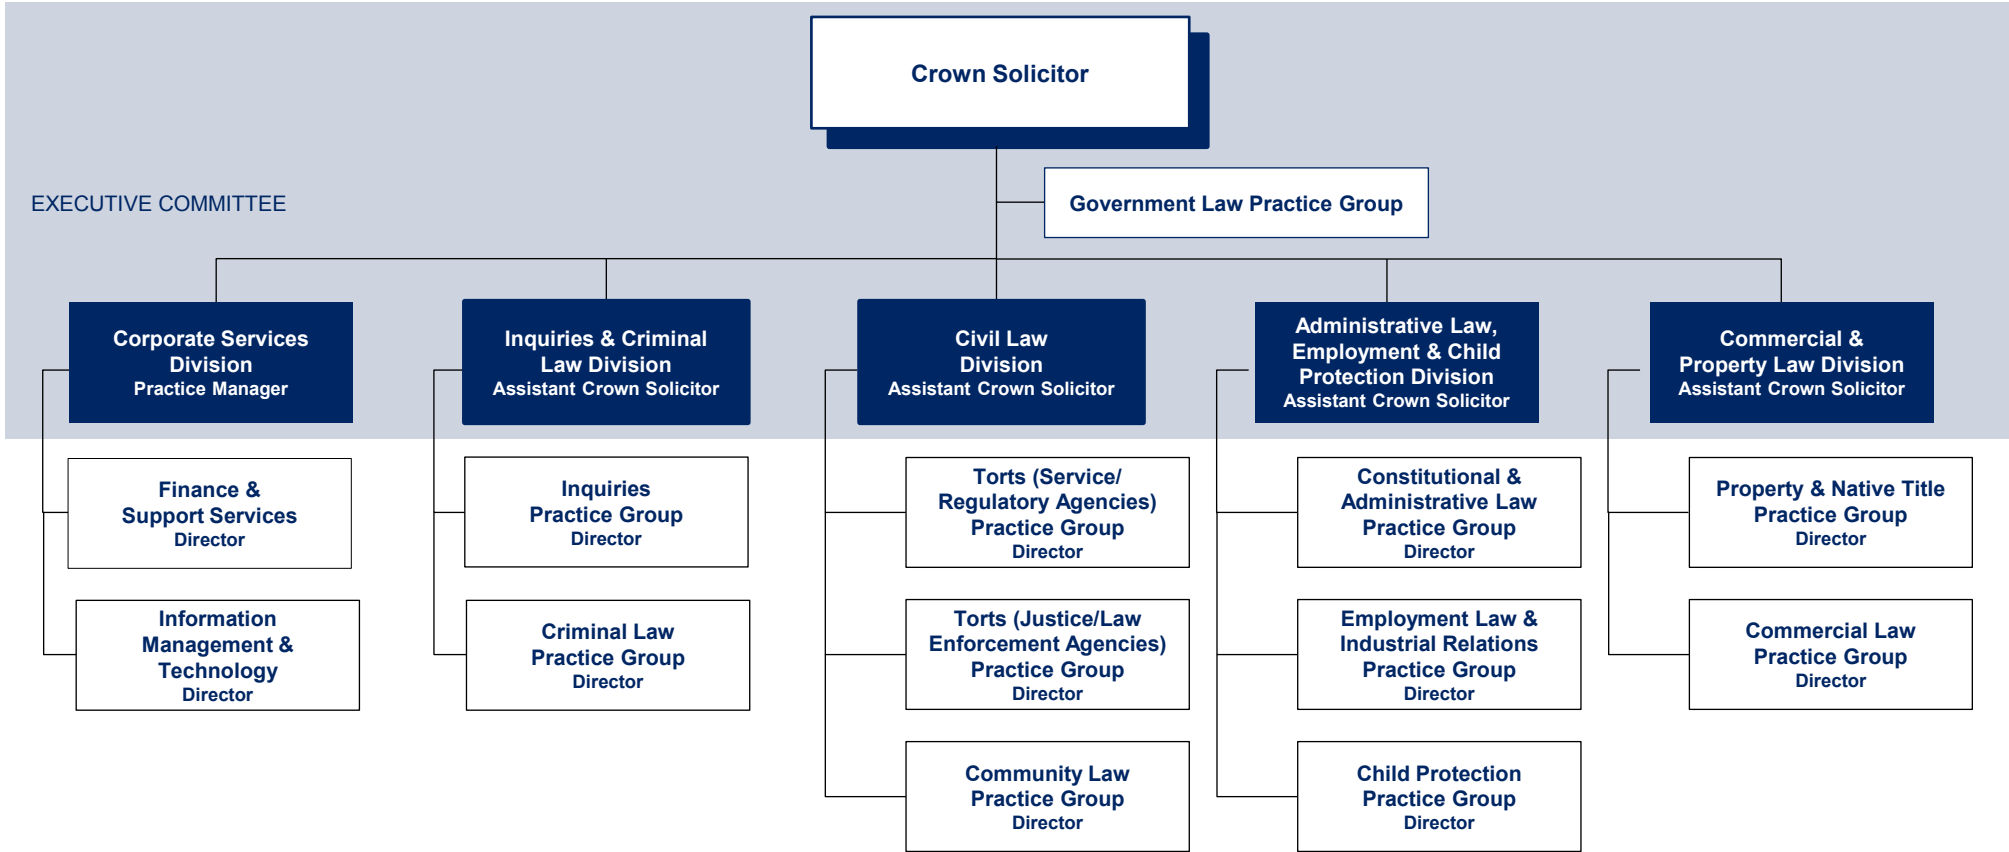 Crown Solicitor
Government Law Practice Group
EXECUTIVE COMMITTEE
Corporate Services
Division
Practice Manager
Inquiries & Criminal
Law Division
Assistant Crown Solicitor
Civil Law
Division
Assistant Crown Solicitor
Administrative Law,
Employment & Child
Protection Division
Assistant Crown Solicitor
Commercial &
Property Law Division
Assistant Crown Solicitor
Finance &
Support Services
Director
Inquiries
Practice Group
Director
Torts (Service/
Regulatory Agencies)
Practice Group
Director
Constitutional &
Administrative Law
Practice Group
Director
Property & Native Title
Practice Group
Director
Information
Management &
Technology
Director
Criminal Law
Practice Group
Director
Torts (Justice/Law
Enforcement Agencies)
Practice Group
Director
Employment Law &
Industrial Relations
Practice Group
Director
Commercial Law
Practice Group
Director
Community Law
Practice Group
Director
Child Protection
Practice Group
Director